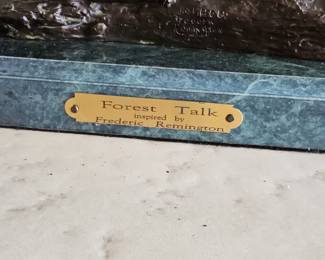 Forest Talk
inspired by
Frederic Remington